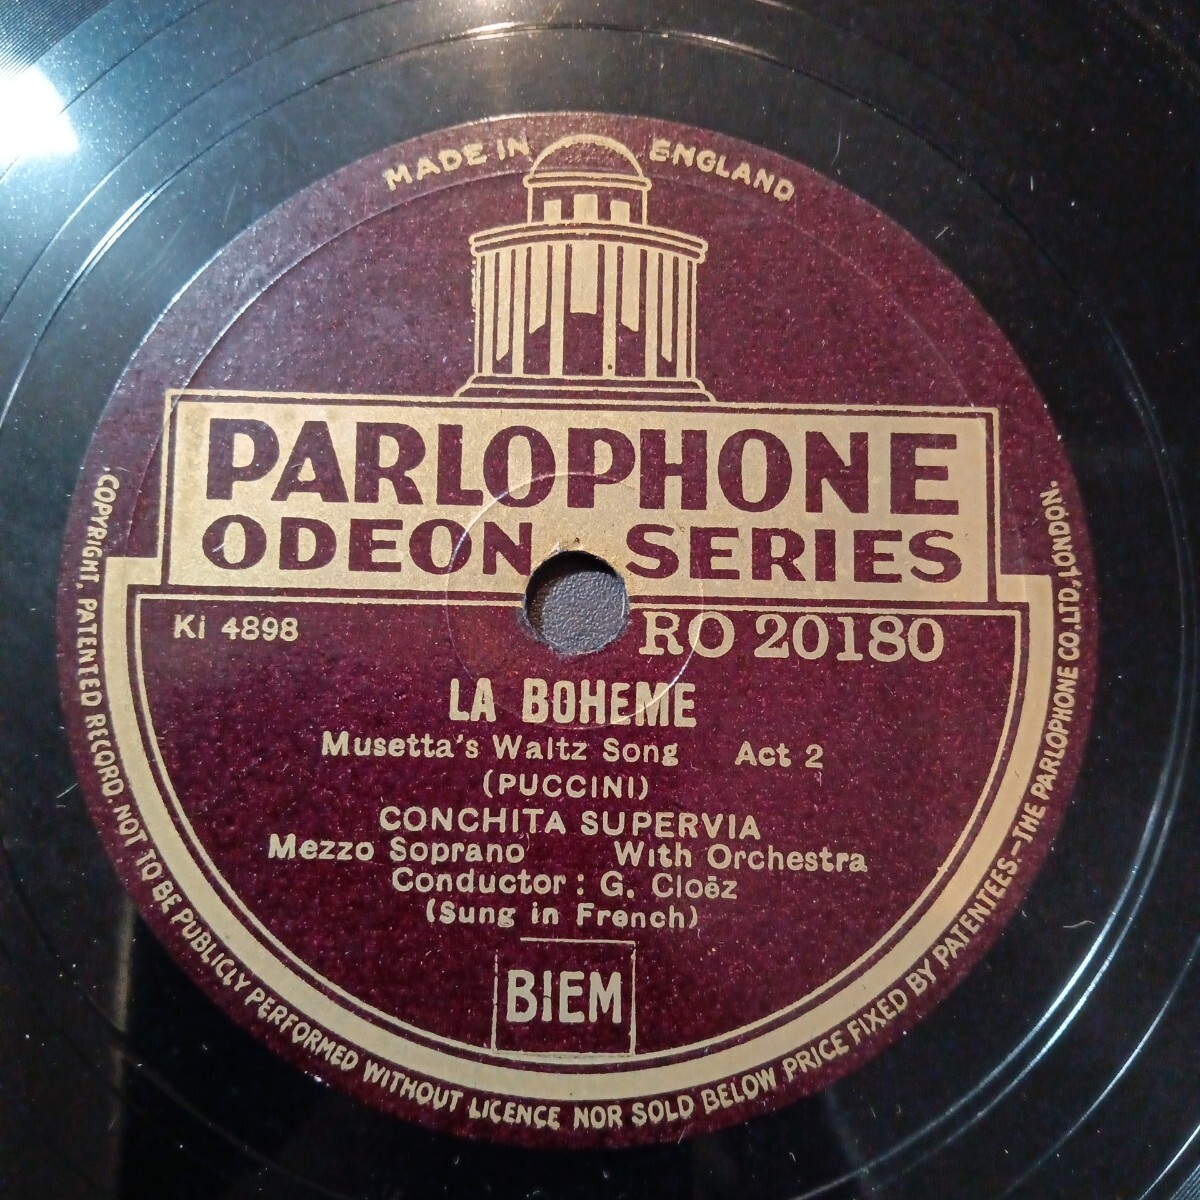 MADE IN ENGLAND
PARLOPHONE
ODEON SERIES
Ki 4898
RO 20180
LA BOHEME
Musetta's Waltz Song Act 2
(PUCCINI)
CONCHITA SUPERVIA
Mezzo Soprano With Orchestra
Conductor: G. Cloëz
(Sung in French)
BIEM
·COPYRIGHT, PATENTED RECORD. NOT TO BE PUBLICLY PERFORMED WITHOUT LICENCE NOR SOLD BELOW PRICE FIXED BY PATENTEES.-THE PARLOPHONE CO, LTD, LONDON.